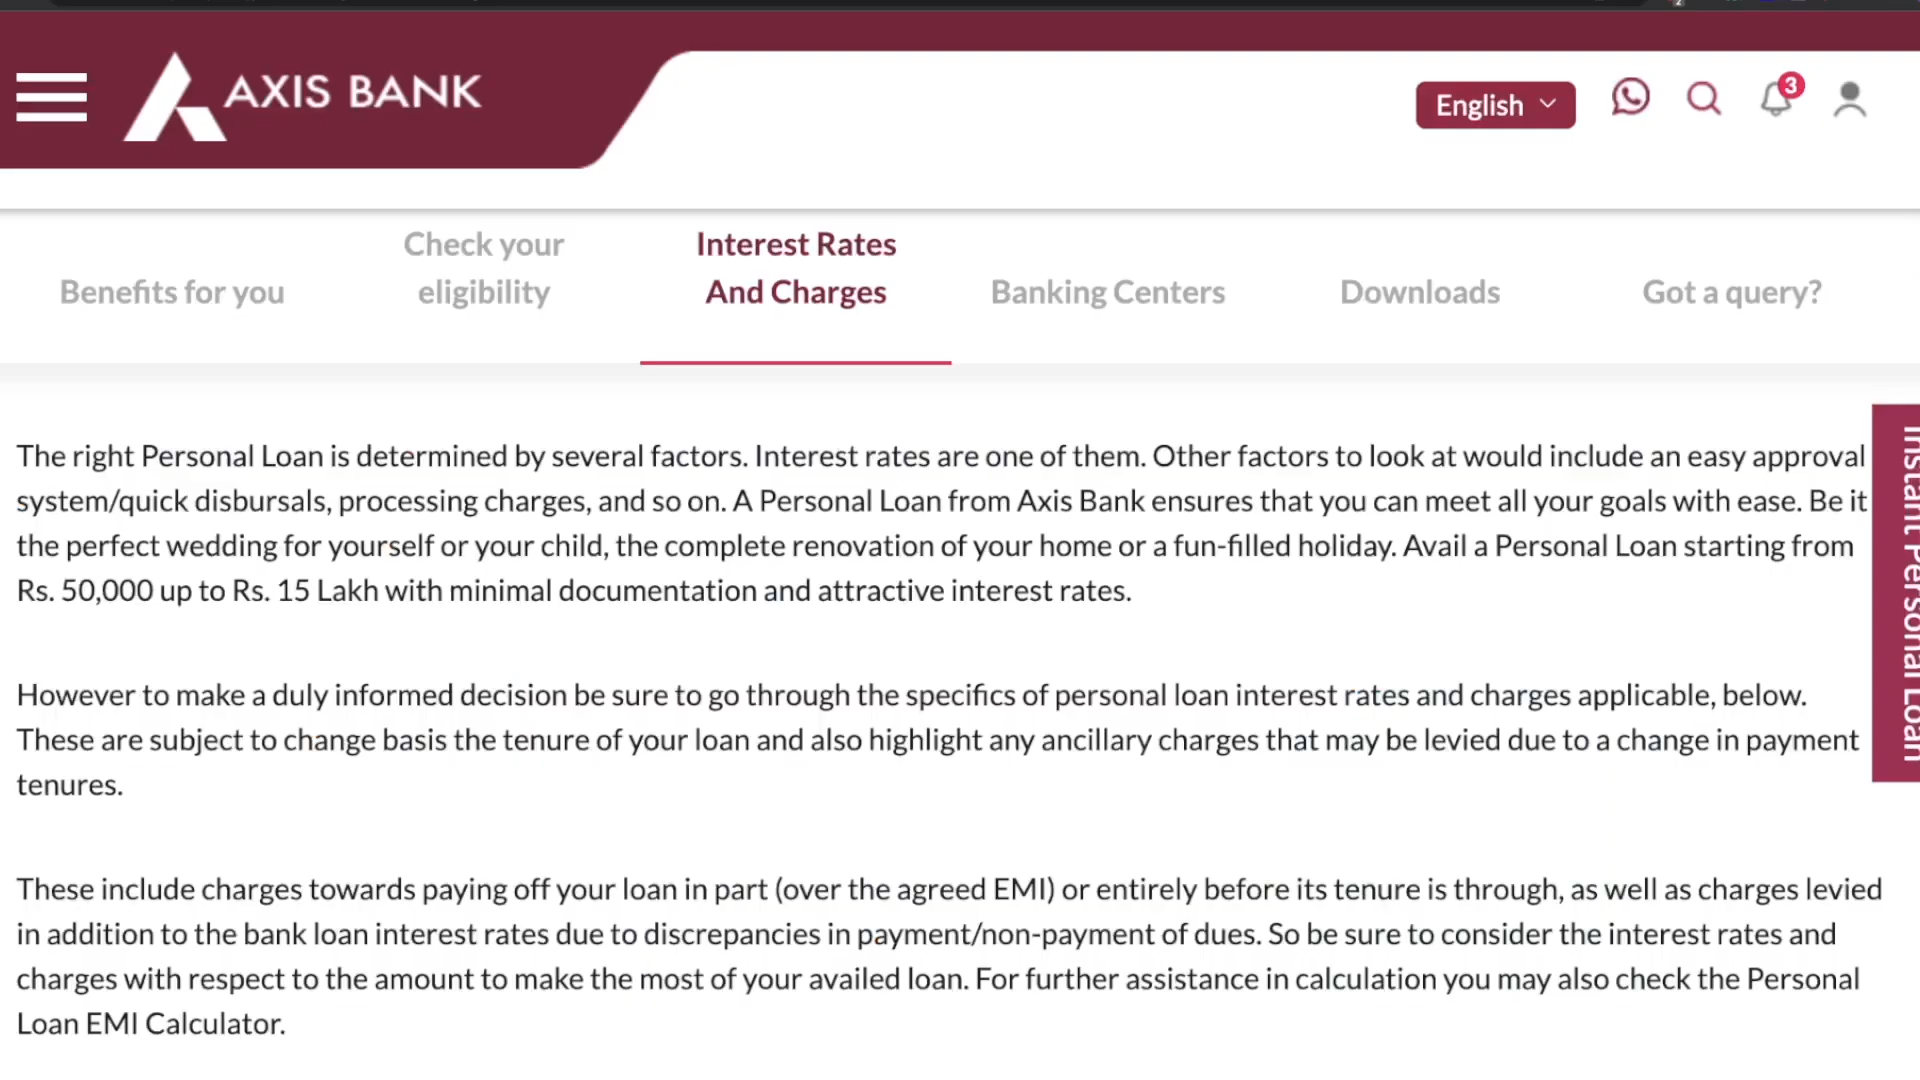 AXIS BANK
English
3
Benefits for you
Check your
eligibility
Interest Rates
And Charges
Banking Centers
Downloads
Got a query?
The right Personal Loan is determined by several factors. Interest rates are one of them. Other factors to look at would include an easy approval
system/quick disbursals, processing charges, and so on. A Personal Loan from Axis Bank ensures that you can meet all your goals with ease. Be it
the perfect wedding for yourself or your child, the complete renovation of your home or a fun-filled holiday. Avail a Personal Loan starting from
Rs. 50,000 up to Rs. 15 Lakh with minimal documentation and attractive interest rates.
However to make a duly informed decision be sure to go through the specifics of personal loan interest rates and charges applicable, below.
These are subject to change basis the tenure of your loan and also highlight any ancillary charges that may be levied due to a change in payment
tenures.
These include charges towards paying off your loan in part (over the agreed EMI) or entirely before its tenure is through, as well as charges levied
in addition to the bank loan interest rates due to discrepancies in payment/non-payment of dues. So be sure to consider the interest rates and
charges with respect to the amount to make the most of your availed loan. For further assistance in calculation you may also check the Personal
Loan EMI Calculator.
Instant Personal Loan